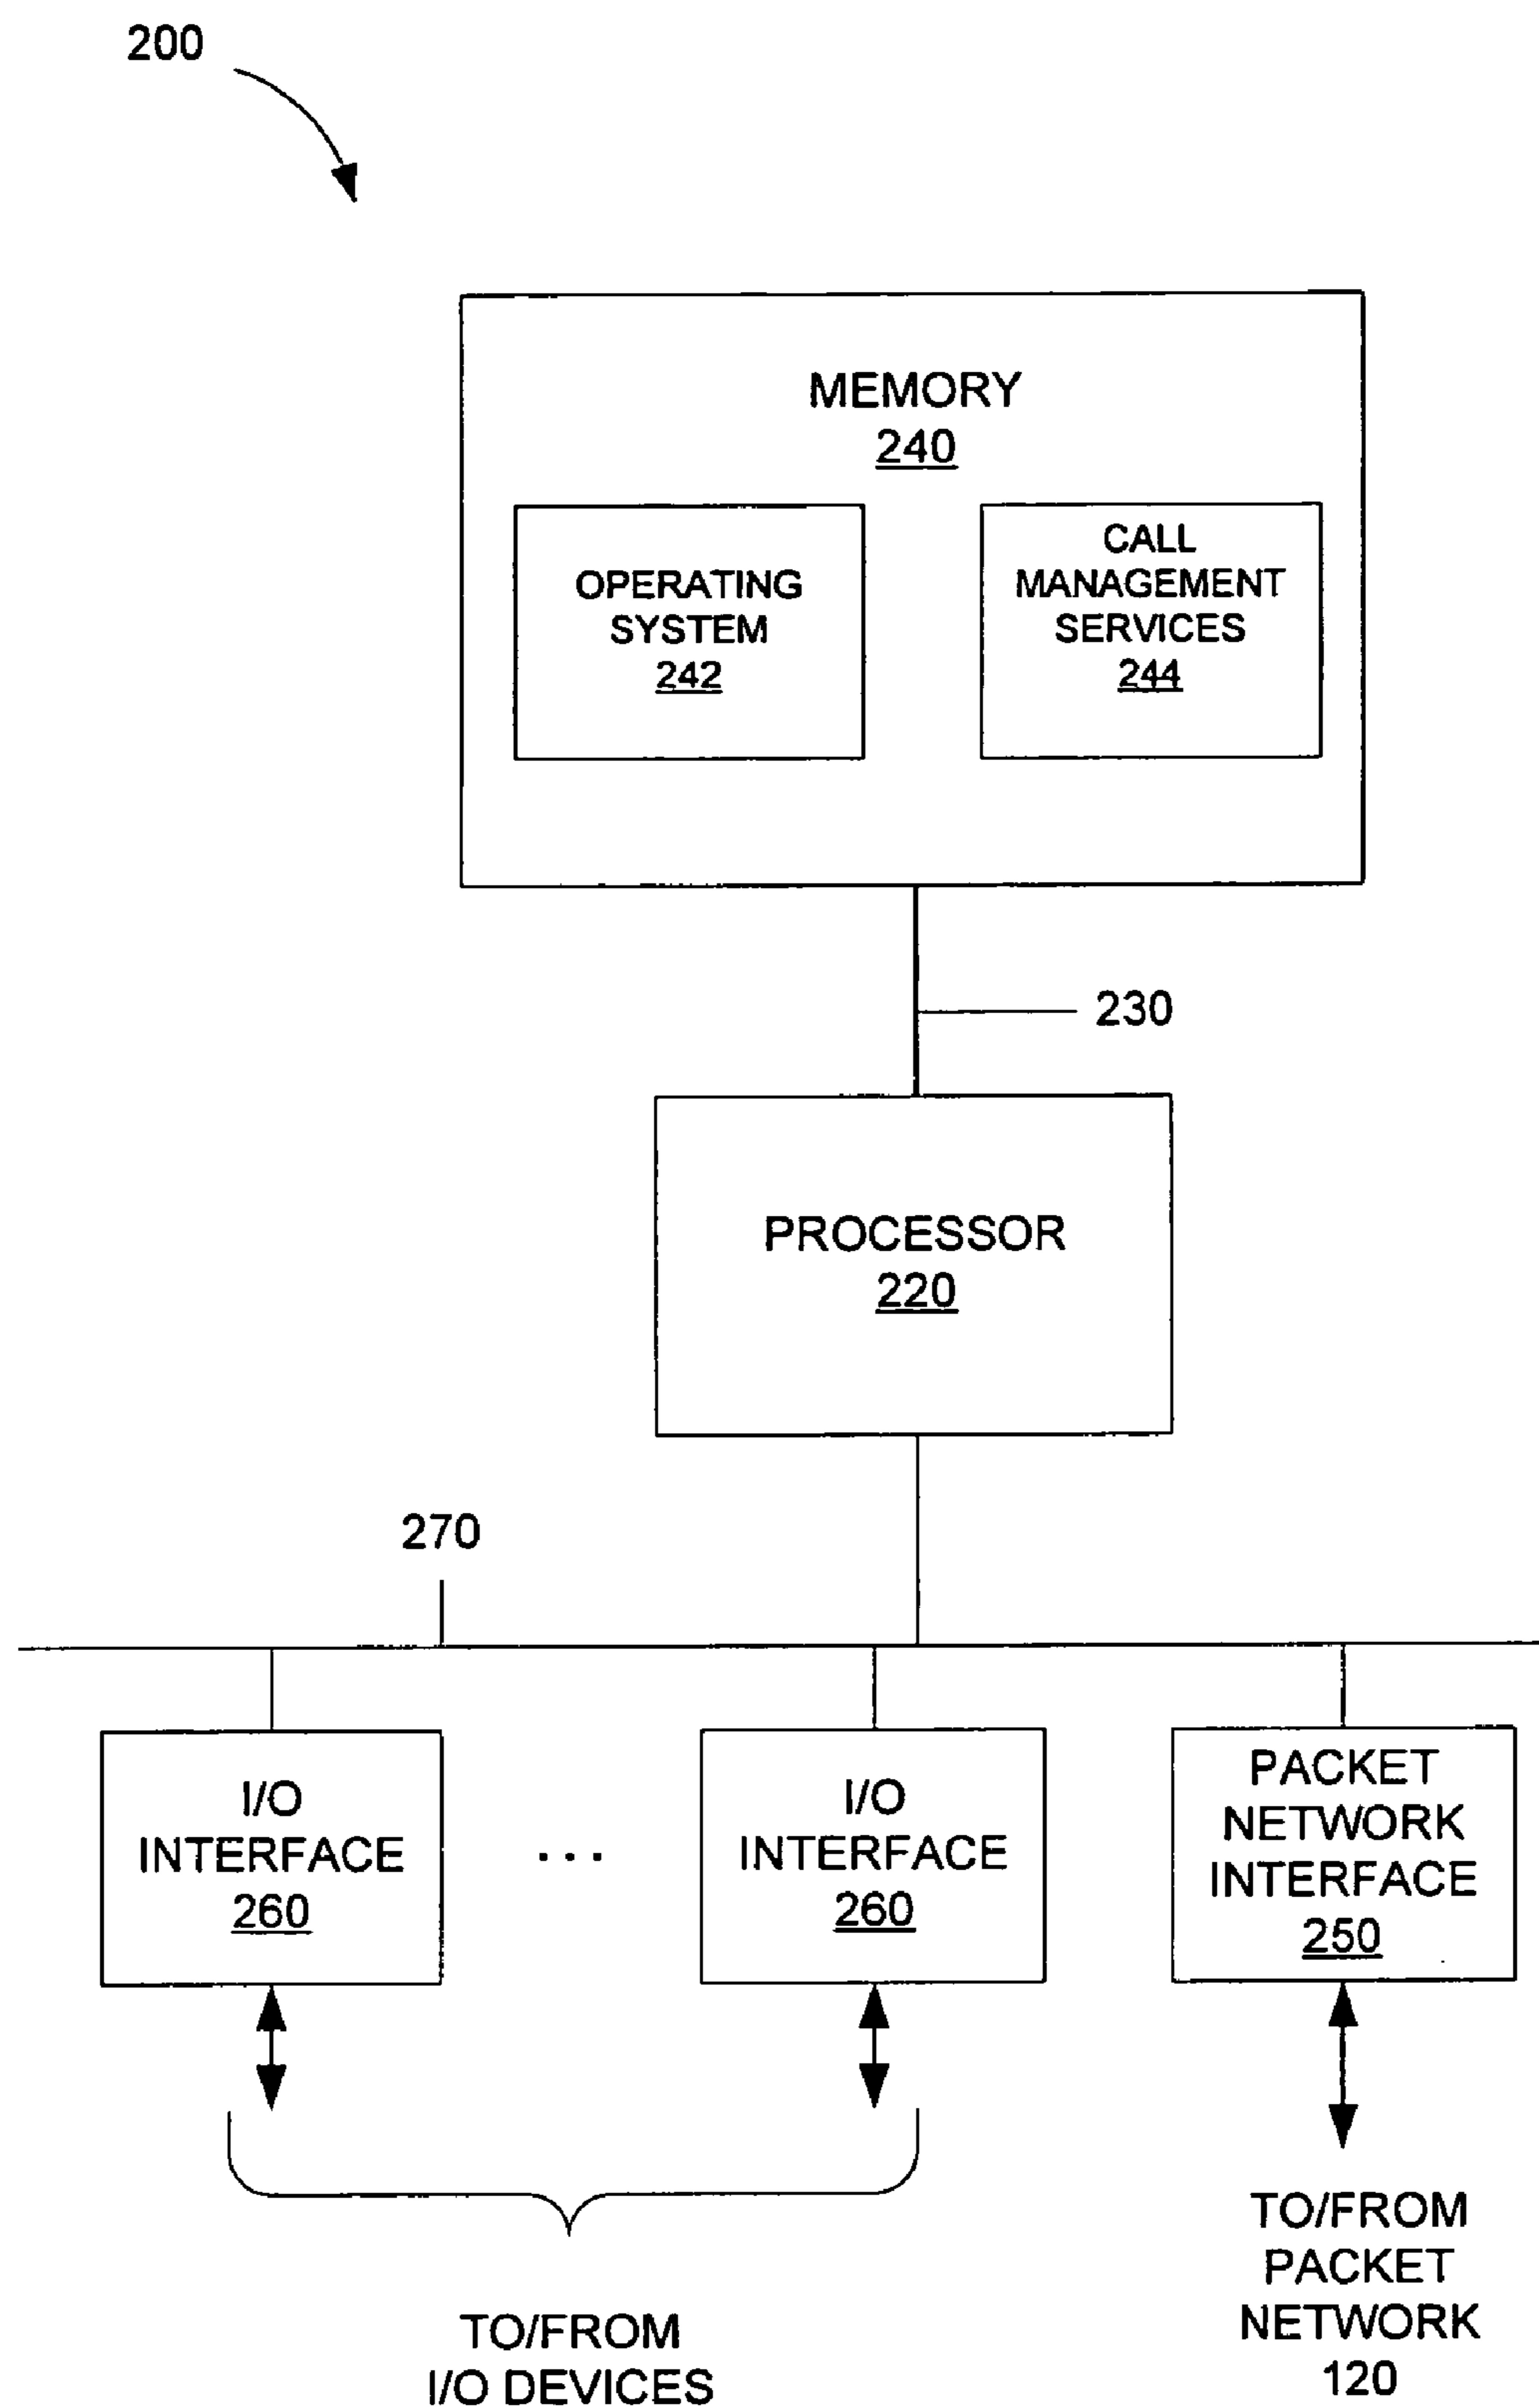 200
MEMORY
240
OPERATING
SYSTEM
242
CALL
MANAGEMENT
SERVICES
244
230
PROCESSOR
220
270
I/O
INTERFACE
260
...
I/O
INTERFACE
260
PACKET
NETWORK
INTERFACE
250
TO/FROM
I/O DEVICES
TO/FROM
PACKET
NETWORK
120